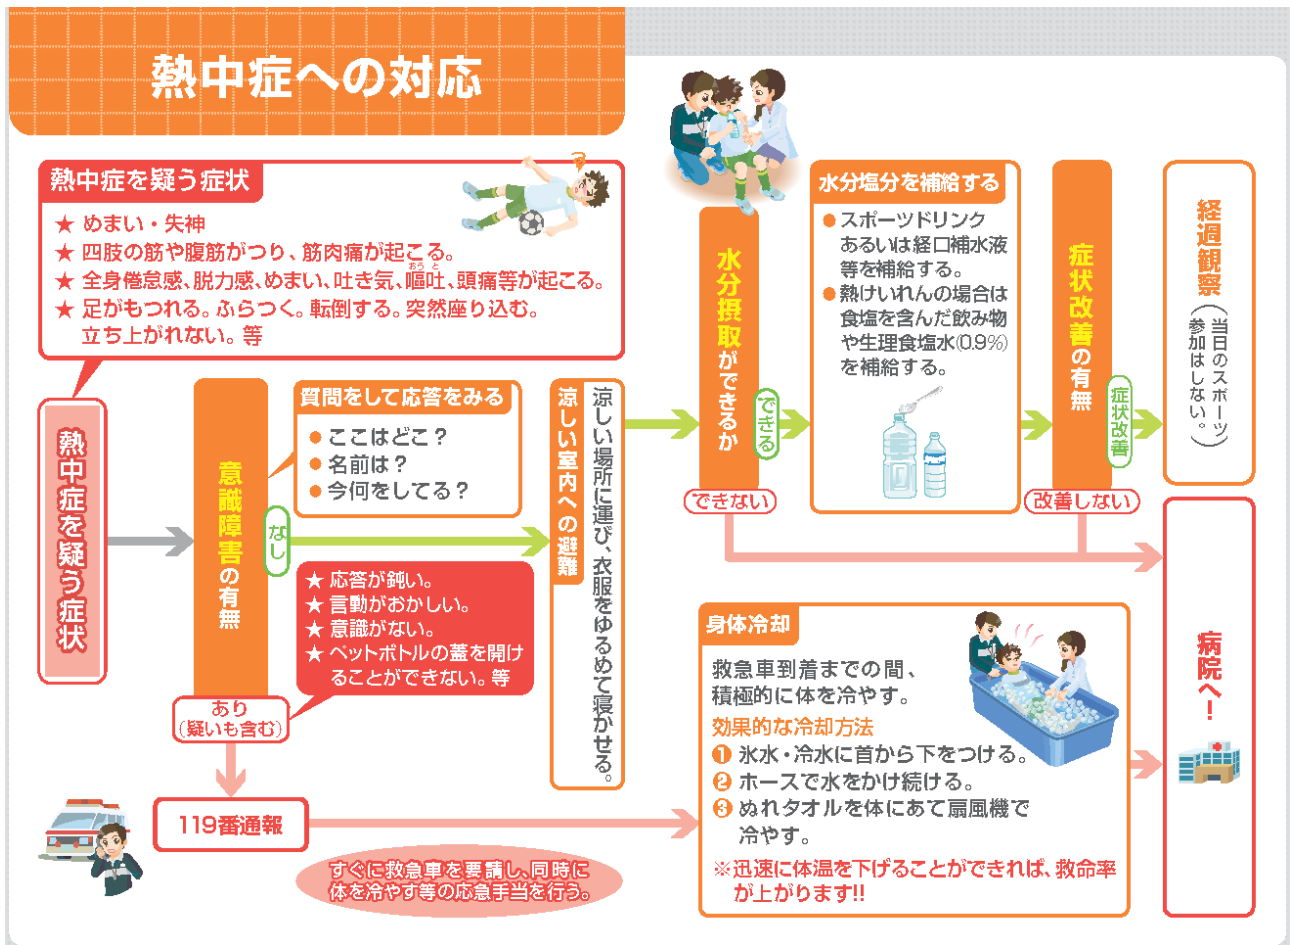 熱中症への対応
熱中症を疑う症状
★ めまい・失神
★ 四肢の筋や腹筋がつり、筋肉痛が起こる。
★ 全身倦怠感、脱力感、めまい、吐き気、嘔吐、頭痛等が起こる。
おう と
★ 足がもつれる。ふらつく。転倒する。突然座り込む。
立ち上がれない。等
熱中症を疑う症状
意識障害の有無
質問をして応答をみる
● ここはどこ？
● 名前は？
● 今何をしてる？
なし
★ 応答が鈍い。
★ 言動がおかしい。
★ 意識がない。
★ ペットボトルの蓋を開け
ることができない。等
あり
(疑いも含む)
119番通報
すぐに救急車を要請し、同時に
体を冷やす等の応急手当を行う。
涼しい室内への避難
涼しい場所に運び、衣服をゆるめて寝かせる。
水分摂取ができるか
できる
できない
水分塩分を補給する
● スポーツドリンク
あるいは経口補水液
等を補給する。
● 熱けいれんの場合は
食塩を含んだ飲み物
や生理食塩水(0.9%)
を補給する。
症状改善の有無
症状改善
改善しない
経過観察
(当日のスポーツ
参加はしない。)
身体冷却
救急車到着までの間、
積極的に体を冷やす。
効果的な冷却方法
❶ 氷水・冷水に首から下をつける。
❷ ホースで水をかけ続ける。
❸ ぬれタオルを体にあて扇風機で
冷やす。
※迅速に体温を下げることができれば、救命率
が上がります!!
病院へ！